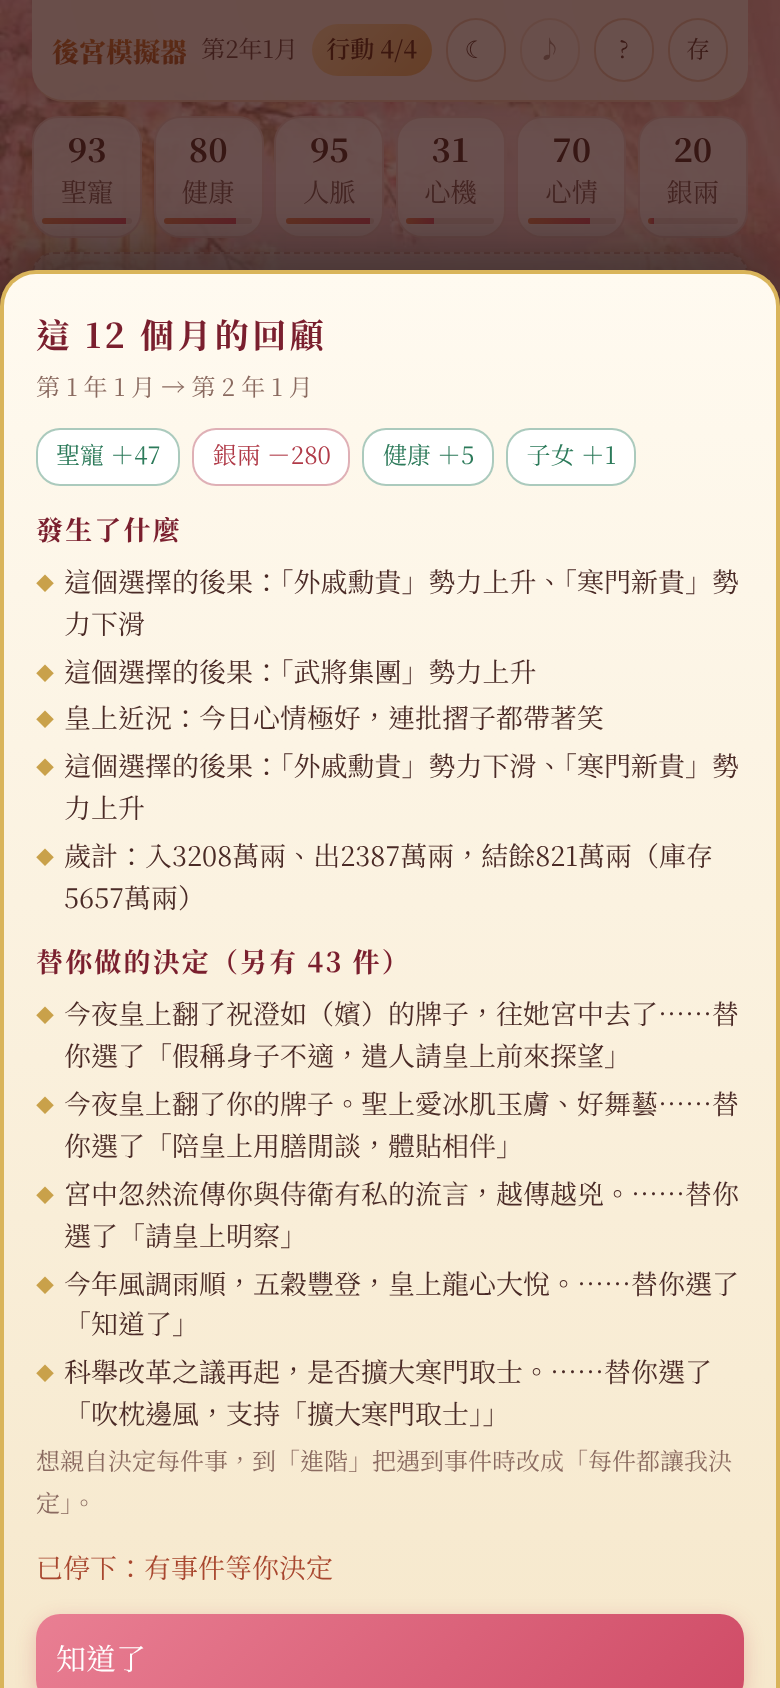 後宮模擬器 第2年1月 行動 4/4 ☾ ♪ ? 存
93 80 95 31 70 20
聖寵 健康 人脈 心機 心情 銀兩
這 12 個月的回顧
第 1 年 1 月 → 第 2 年 1 月
聖寵 +47 銀兩 −280 健康 +5 子女 +1
發生了什麼
◆ 這個選擇的後果：「外戚勳貴」勢力上升、「寒門新貴」勢
力下滑
◆ 這個選擇的後果：「武將集團」勢力上升
◆ 皇上近況：今日心情極好，連批摺子都帶著笑
◆ 這個選擇的後果：「外戚勳貴」勢力下滑、「寒門新貴」勢
力上升
◆ 歲計：入3208萬兩、出2387萬兩，結餘821萬兩（庫存
5657萬兩）
替你做的決定（另有 43 件）
◆ 今夜皇上翻了祝澄如（嬪）的牌子，往她宮中去了⋯⋯替
你選了「假稱身子不適，遣人請皇上前來探望」
◆ 今夜皇上翻了你的牌子。聖上愛冰肌玉膚、好舞藝⋯⋯替
你選了「陪皇上用膳閒談，體貼相伴」
◆ 宮中忽然流傳你與侍衛有私的流言，越傳越兇。⋯⋯替你
選了「請皇上明察」
◆ 今年風調雨順，五穀豐登，皇上龍心大悅。⋯⋯替你選了
「知道了」
◆ 科舉改革之議再起，是否擴大寒門取士。⋯⋯替你選了
「吹枕邊風，支持「擴大寒門取士」」
想親自決定每件事，到「進階」把遇到事件時改成「每件都讓我決
定」。
已停下：有事件等你決定
知道了